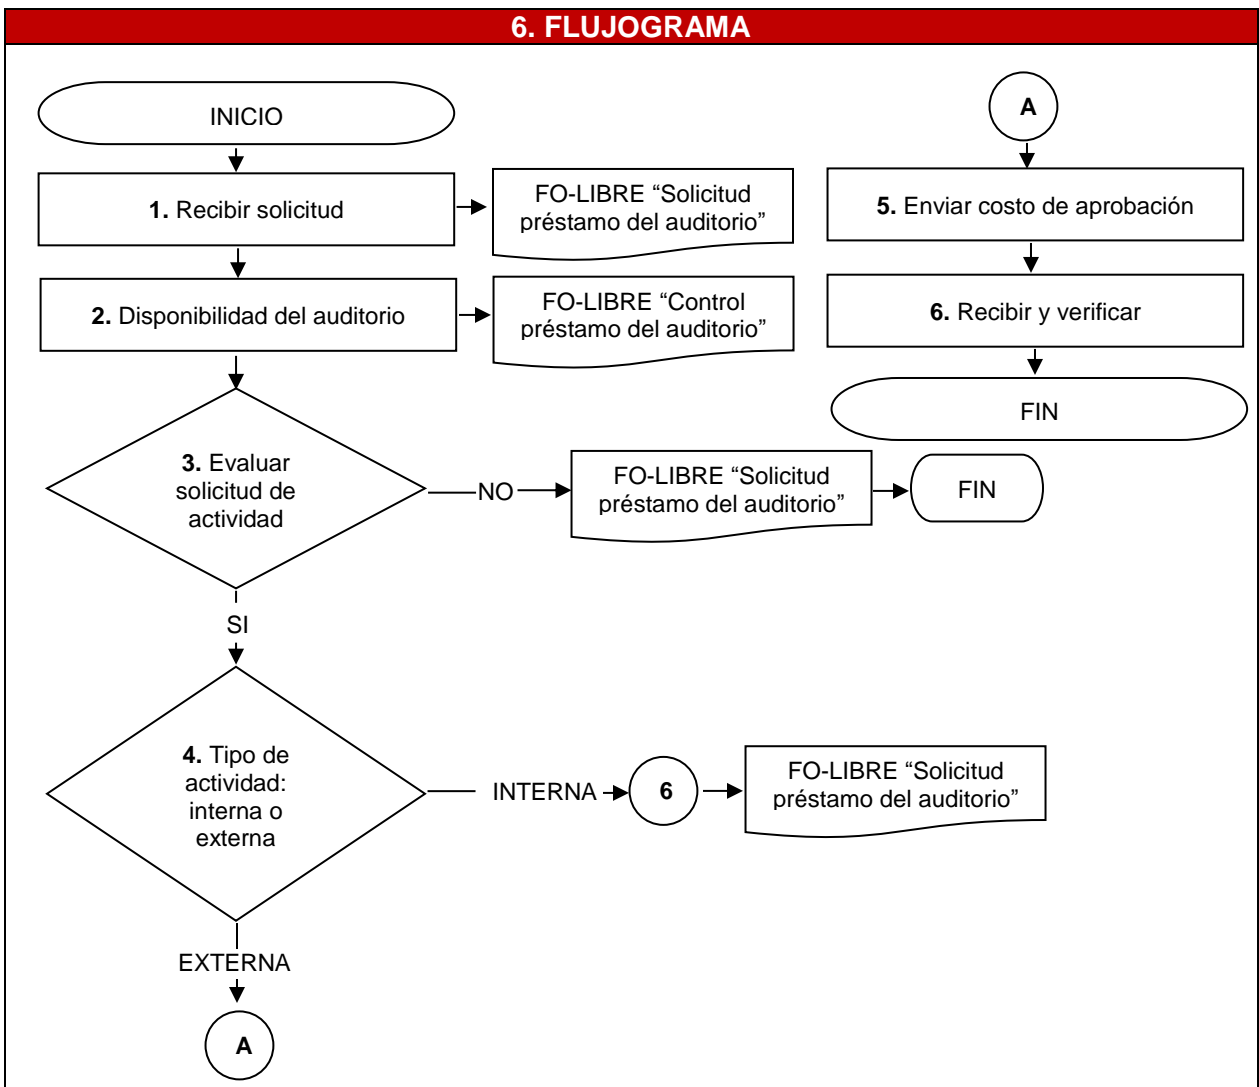 6. FLUJOGRAMA
INICIO
1. Recibir solicitud
FO-LIBRE “Solicitud
préstamo del auditorio”
2. Disponibilidad del auditorio
FO-LIBRE “Control
préstamo del auditorio”
3. Evaluar
solicitud de
actividad
NO
FO-LIBRE “Solicitud
préstamo del auditorio”
FIN
SI
4. Tipo de
actividad:
interna o
externa
INTERNA
6
FO-LIBRE “Solicitud
préstamo del auditorio”
EXTERNA
A
A
5. Enviar costo de aprobación
6. Recibir y verificar
FIN